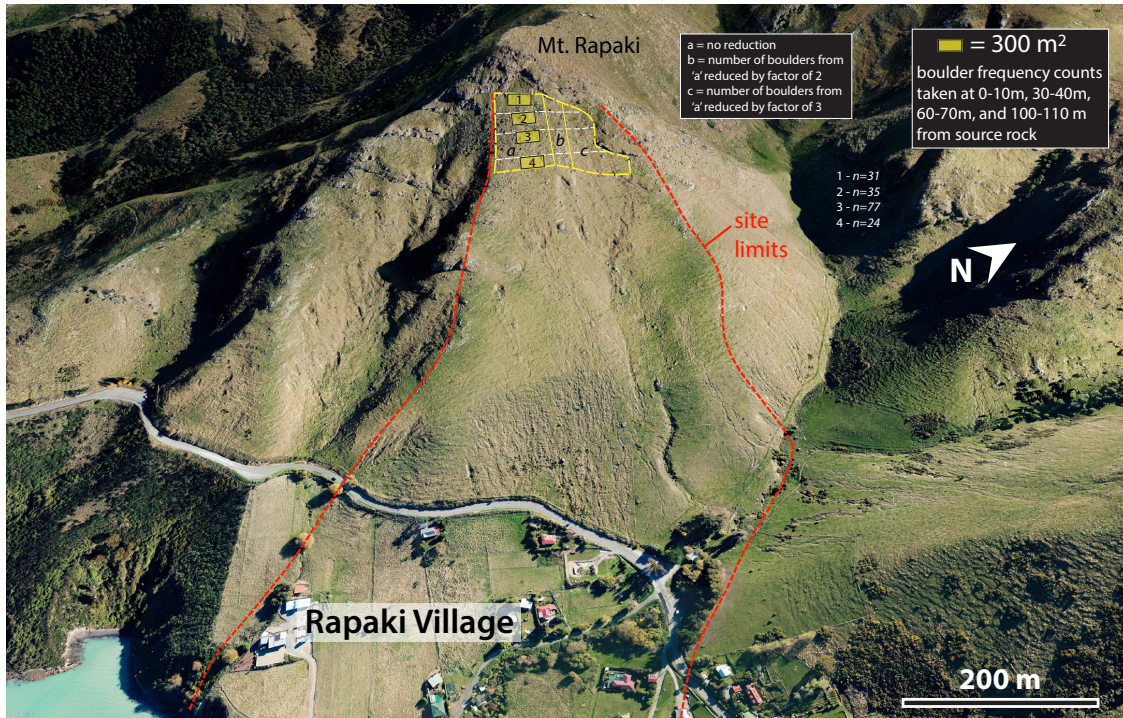 Mt. Rapaki
a = no reduction
b = number of boulders from
'a' reduced by factor of 2
c = number of boulders from
'a' reduced by factor of 3
= 300 m²
boulder frequency counts
taken at 0-10m, 30-40m,
60-70m, and 100-110 m
from source rock
1
2
3
4
a
b
c
1 - n=31
2 - n=35
3 - n=77
4 - n=24
site
limits
N
Rapaki Village
200 m